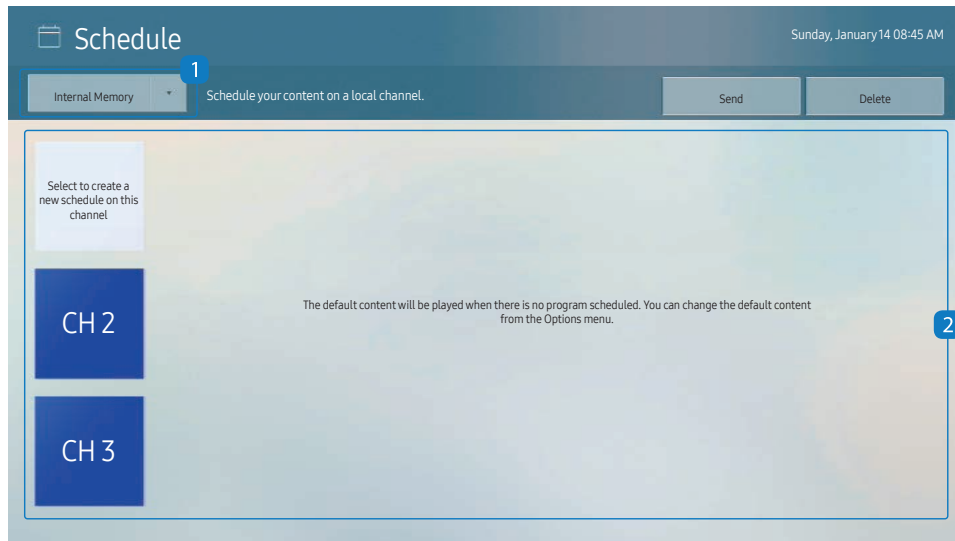 Schedule
Sunday, January 14 08:45 AM
1
Internal Memory
Schedule your content on a local channel.
Send
Delete
Select to create a
new schedule on this
channel
CH 2
The default content will be played when there is no program scheduled. You can change the default content
from the Options menu.
2
CH 3